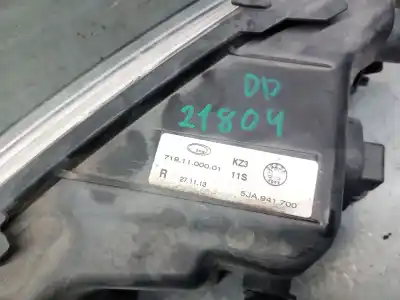 DD
21804
719.11.000.01 KZ3
R 27.11.13 11S
5JA.941.700